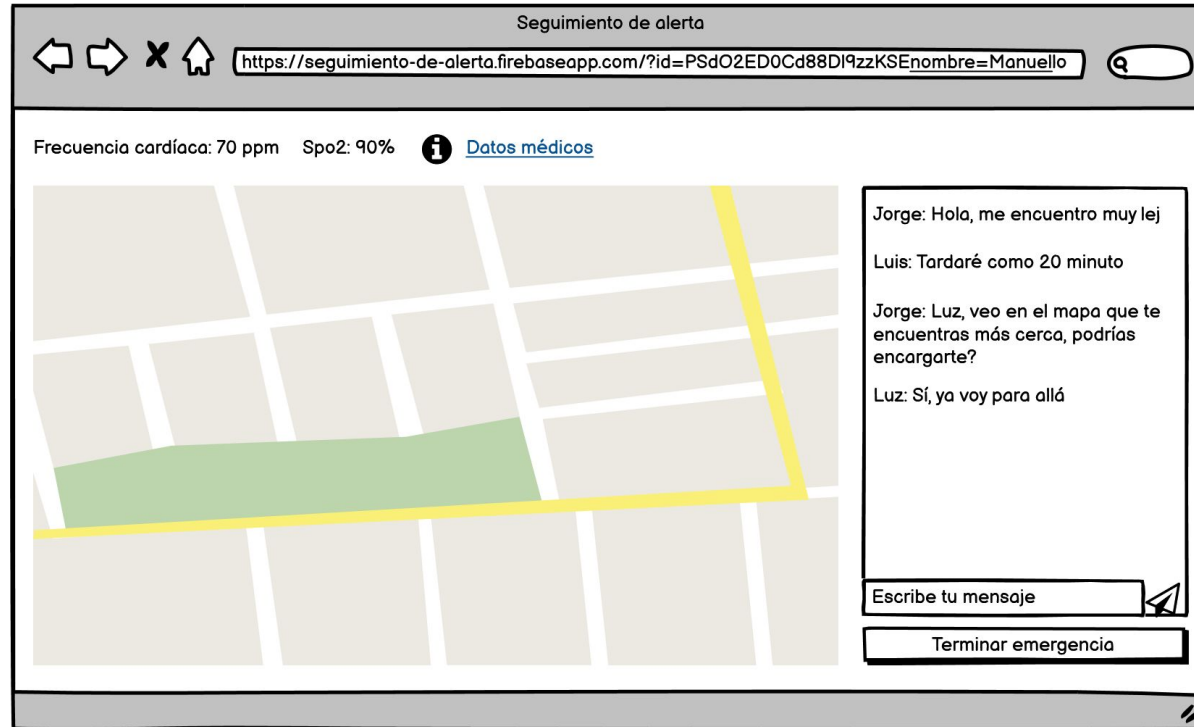 Seguimiento de alerta
https://seguimiento-de-alerta.firebaseapp.com/?id=PSdO2ED0Cd88Dl9zzKSEnombre=Manuello
Frecuencia cardíaca: 70 ppm Spo2: 90% i Datos médicos
Jorge: Hola, me encuentro muy lej
Luis: Tardaré como 20 minuto
Jorge: Luz, veo en el mapa que te
encuentras más cerca, podrías
encargarte?
Luz: Sí, ya voy para allá
Escribe tu mensaje
Terminar emergencia